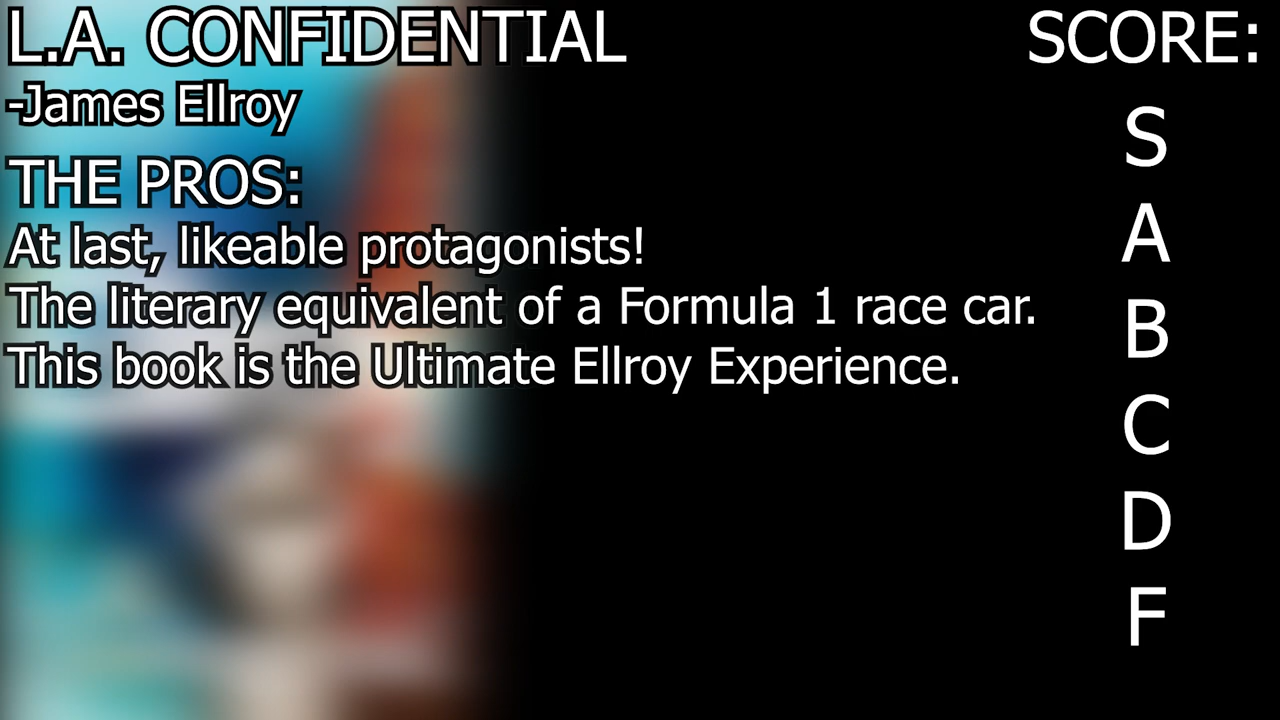 L.A. CONFIDENTIAL
-James Ellroy
THE PROS:
At last, likeable protagonists!
The literary equivalent of a Formula 1 race car.
This book is the Ultimate Ellroy Experience.
SCORE:
S
A
B
C
D
F